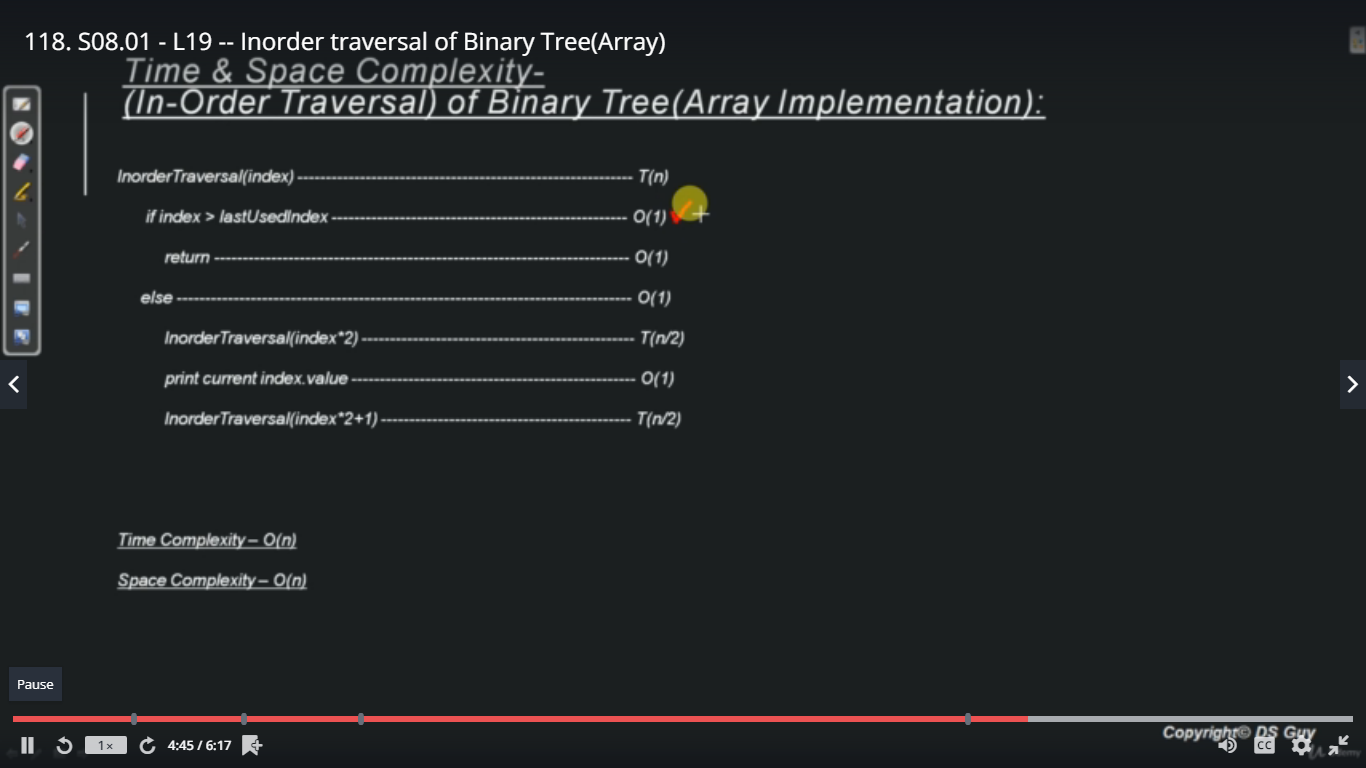 118. S08.01 - L19 -- Inorder traversal of Binary Tree(Array)
Time & Space Complexity-
(In-Order Traversal) of Binary Tree(Array Implementation):
InorderTraversal(index) ---------------------------------------------------------------- T(n)
if index > lastUsedIndex -------------------------------------------------------- O(1)
return ------------------------------------------------------------------------------- O(1)
else -------------------------------------------------------------------------------------- O(1)
InorderTraversal(index*2) ---------------------------------------------------- T(n/2)
print current index.value ------------------------------------------------------ O(1)
InorderTraversal(index*2+1) ----------------------------------------------- T(n/2)
Time Complexity – O(n)
Space Complexity – O(n)
Pause
Copyright© DS Guy
1×
4:45 / 6:17
CC